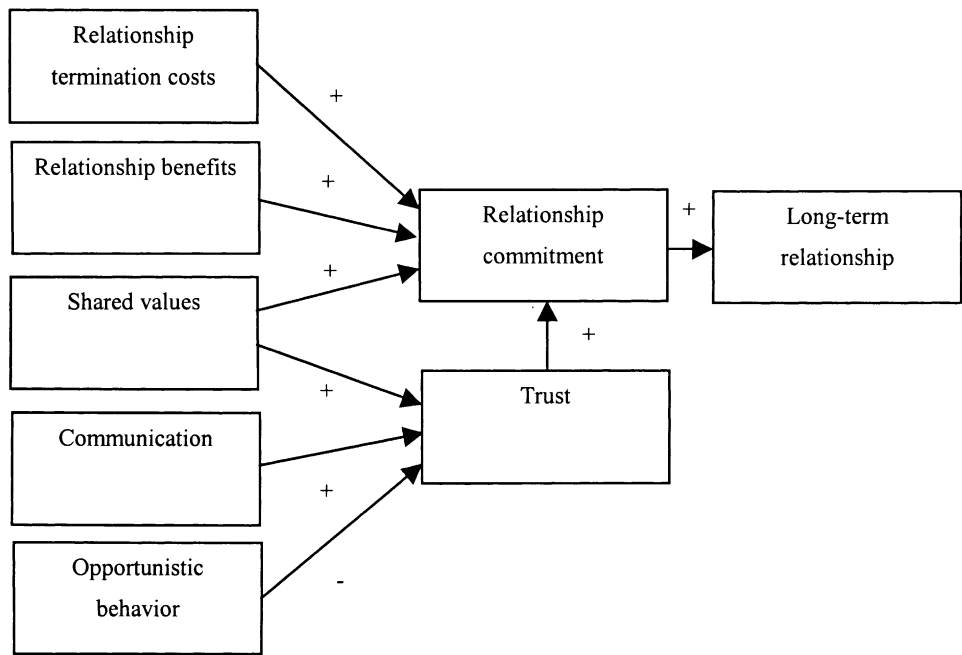 Relationship
termination costs
+
Relationship benefits
+
Shared values
+
+
Communication
+
Opportunistic
behavior
-
Relationship
commitment
+
Trust
+
Long-term
relationship